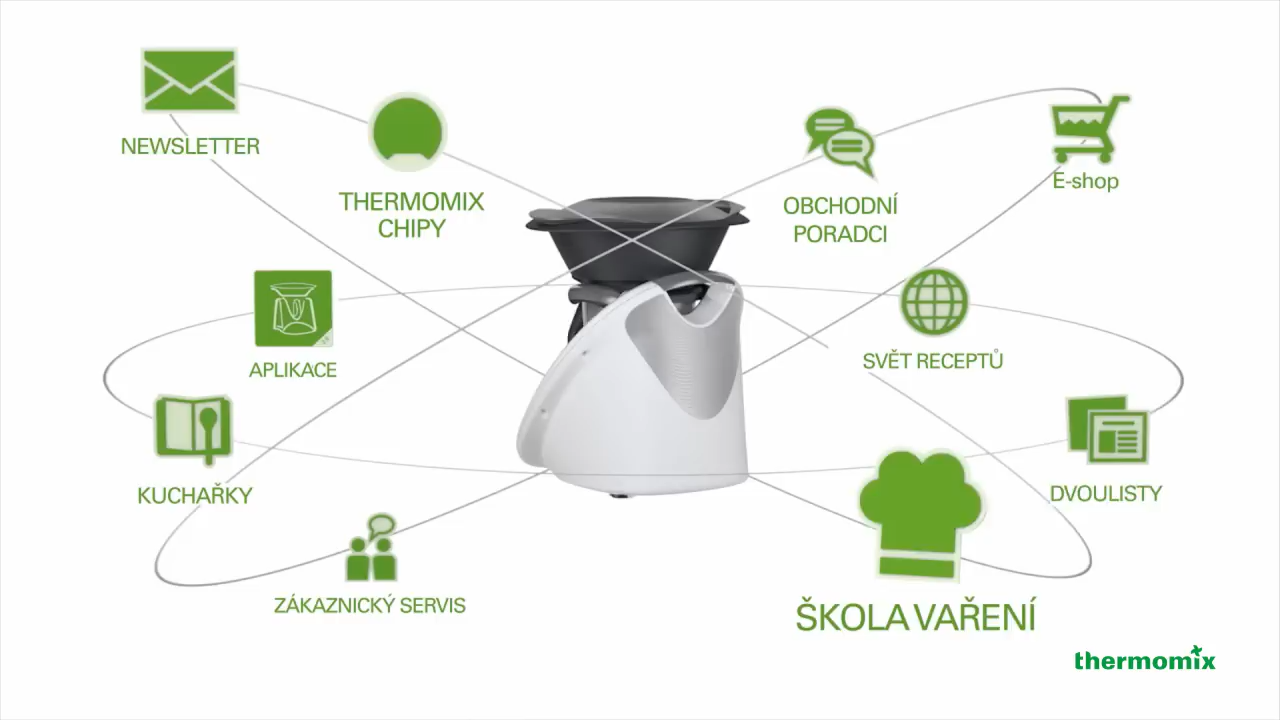 NEWSLETTER
THERMOMIX
CHIPY
OBCHODNÍ
PORADCI
E-shop
APLIKACE
SVĚT RECEPTŮ
KUCHAŘKY
DVOULISTY
ZÁKAZNICKÝ SERVIS
ŠKOLA VAŘENÍ
thermomix